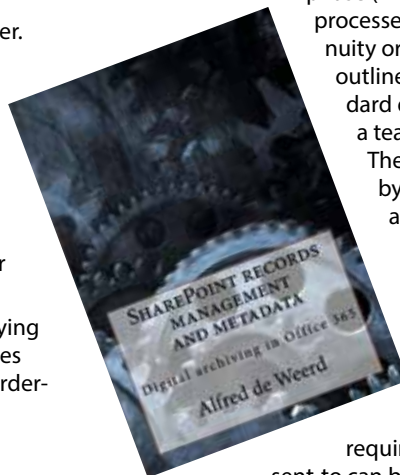 er.
r
ying
es
rder-
SharePoint Records
Management
and Metadata
Digital archiving in Office 365
Alfred de Weerd
processe
nuity or
outline
dard
a tea
The
by
a
requir
sent-to can b